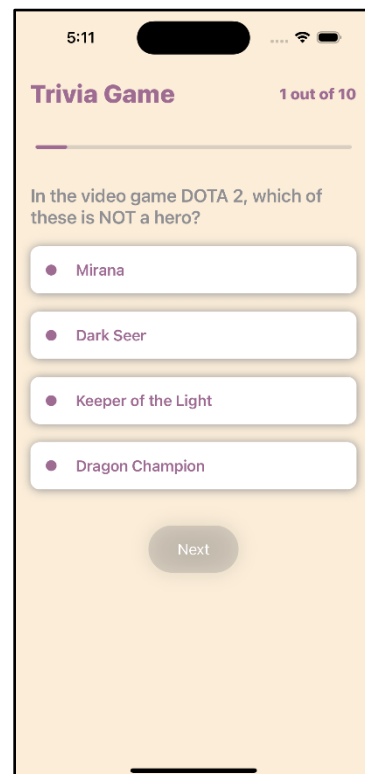 5:11
Trivia Game
1 out of 10
In the video game DOTA 2, which of
these is NOT a hero?
Mirana
Dark Seer
Keeper of the Light
Dragon Champion
Next